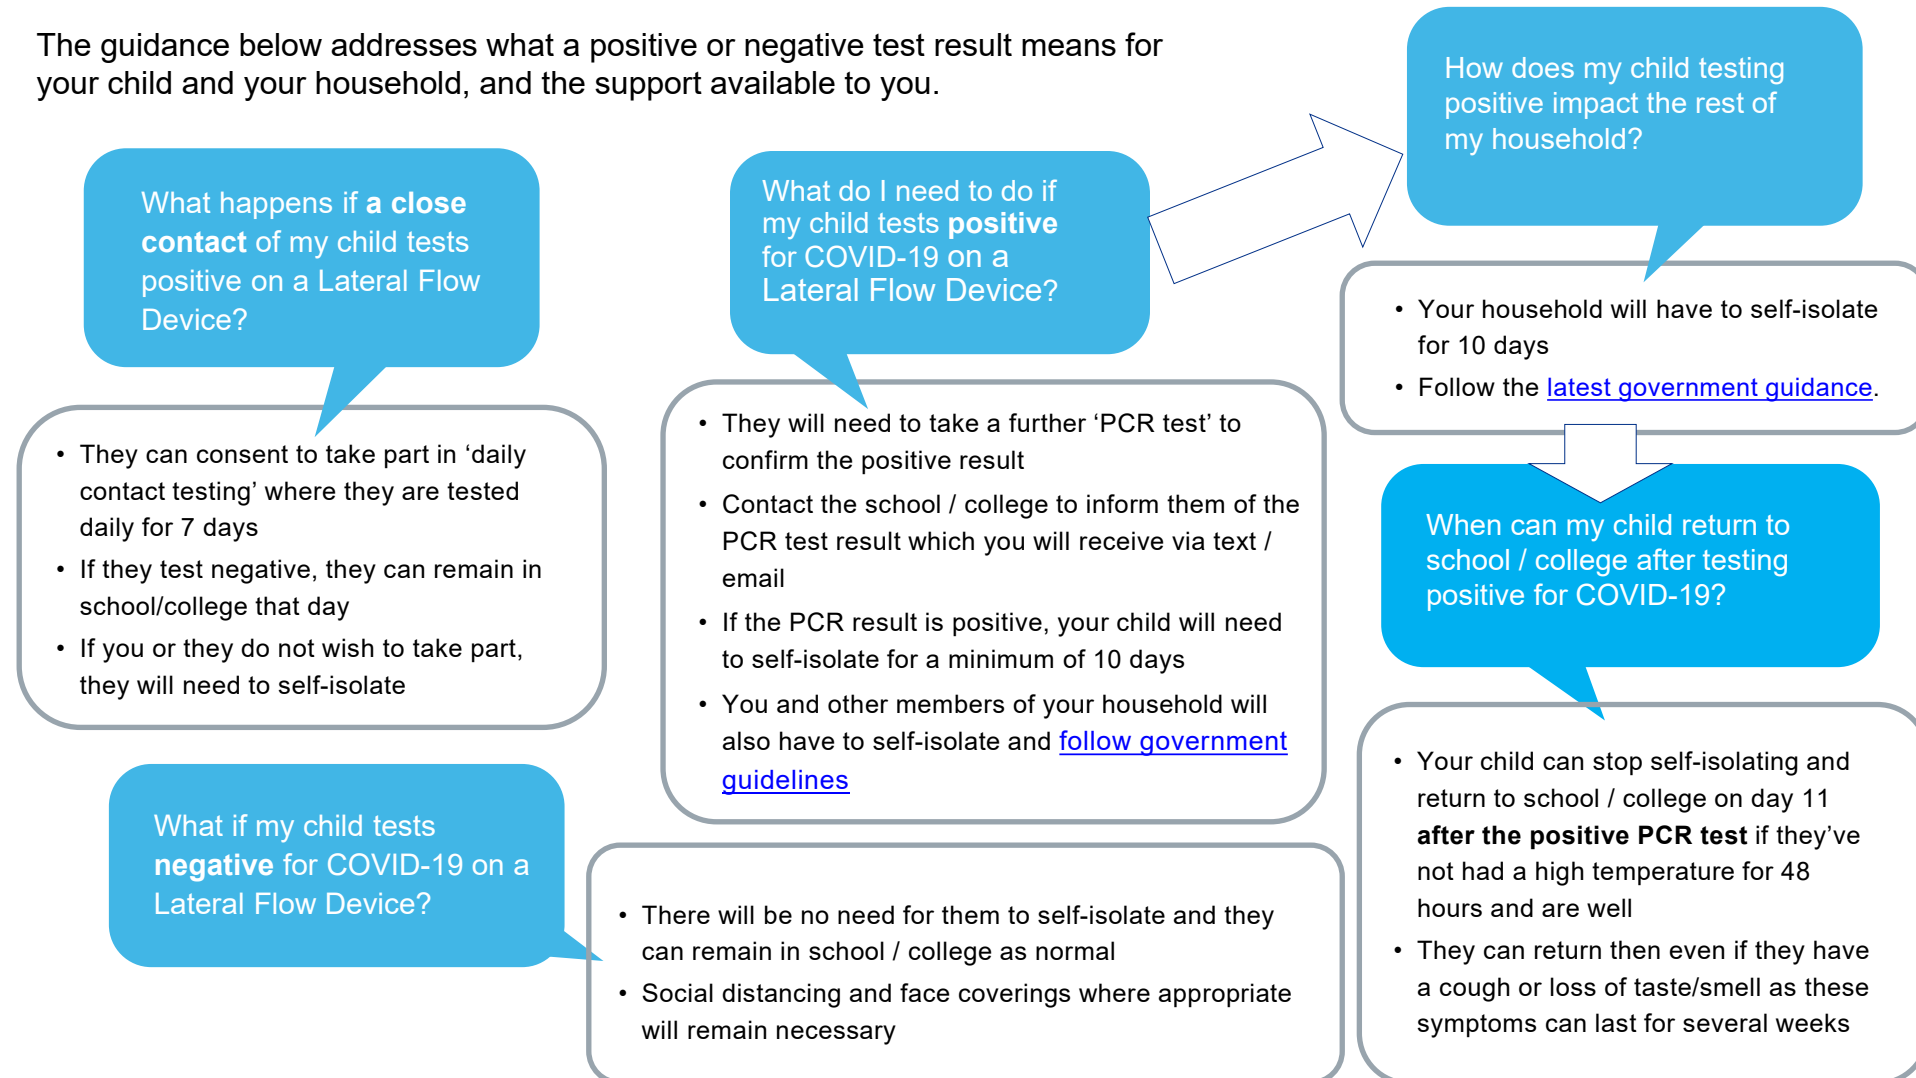 The guidance below addresses what a positive or negative test result means for
your child and your household, and the support available to you.
What happens if a close
contact of my child tests
positive on a Lateral Flow
Device?
• They can consent to take part in ‘daily
contact testing’ where they are tested
daily for 7 days
• If they test negative, they can remain in
school/college that day
• If you or they do not wish to take part,
they will need to self-isolate
What if my child tests
negative for COVID-19 on a
Lateral Flow Device?
• There will be no need for them to self-isolate and they
can remain in school / college as normal
• Social distancing and face coverings where appropriate
will remain necessary
What do I need to do if
my child tests positive
for COVID-19 on a
Lateral Flow Device?
• They will need to take a further ‘PCR test’ to
confirm the positive result
• Contact the school / college to inform them of the
PCR test result which you will receive via text /
email
• If the PCR result is positive, your child will need
to self-isolate for a minimum of 10 days
• You and other members of your household will
also have to self-isolate and follow government
guidelines
How does my child testing
positive impact the rest of
my household?
• Your household will have to self-isolate
for 10 days
• Follow the latest government guidance.
When can my child return to
school / college after testing
positive for COVID-19?
• Your child can stop self-isolating and
return to school / college on day 11
after the positive PCR test if they’ve
not had a high temperature for 48
hours and are well
• They can return then even if they have
a cough or loss of taste/smell as these
symptoms can last for several weeks